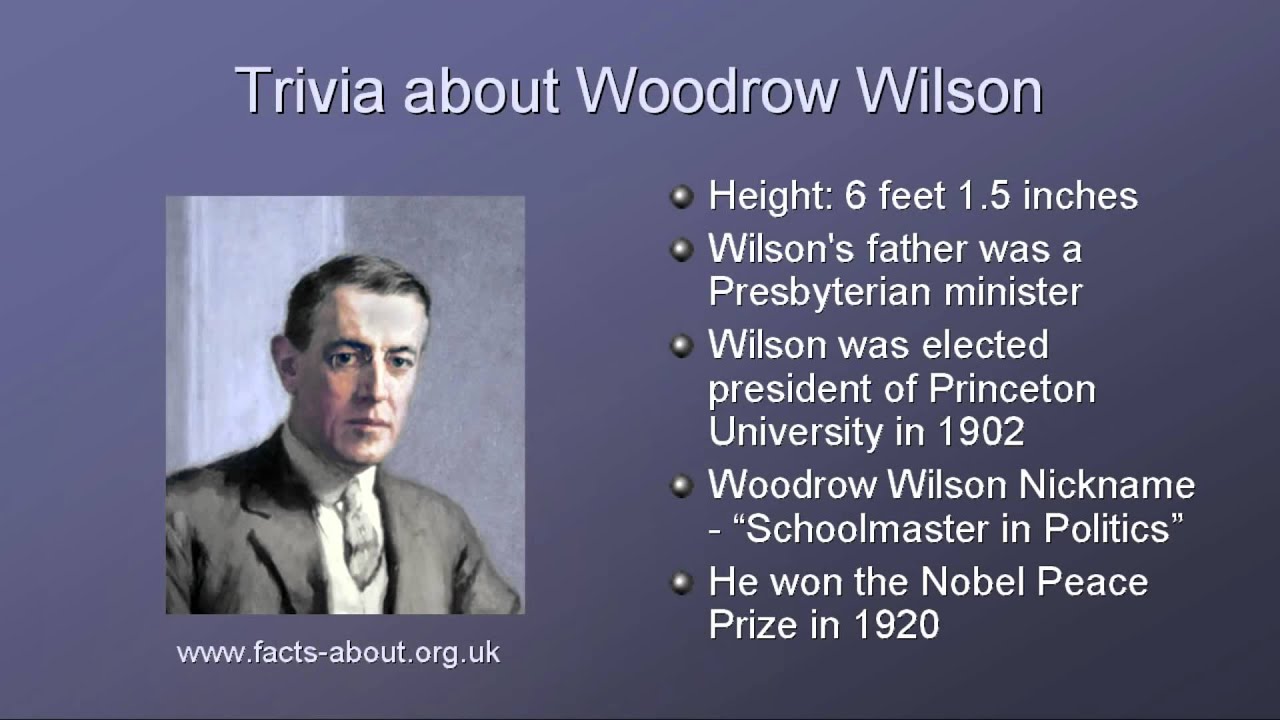 Trivia about Woodrow Wilson
Height: 6 feet 1.5 inches
Wilson's father was a
Presbyterian minister
Wilson was elected
president of Princeton
University in 1902
Woodrow Wilson Nickname
- “Schoolmaster in Politics”
He won the Nobel Peace
Prize in 1920
www.facts-about.org.uk